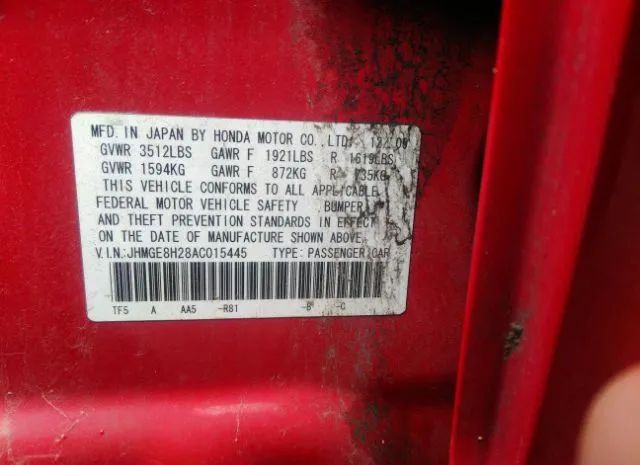 MFD. IN JAPAN BY HONDA MOTOR CO.,LTD.
GVWR 3512LBS GAWR F 1921LBS R 1619LBS
GVWR 1594KG GAWR F 872KG R 735KG
THIS VEHICLE CONFORMS TO ALL APPLICABLE
FEDERAL MOTOR VEHICLE SAFETY BUMPER
AND THEFT PREVENTION STANDARDS IN EFFECT
ON THE DATE OF MANUFACTURE SHOWN ABOVE.
V.I.N.:JHMGE8H28AC015445 TYPE: PASSENGER CAR
TF5 A AA5 -R81 -B -C